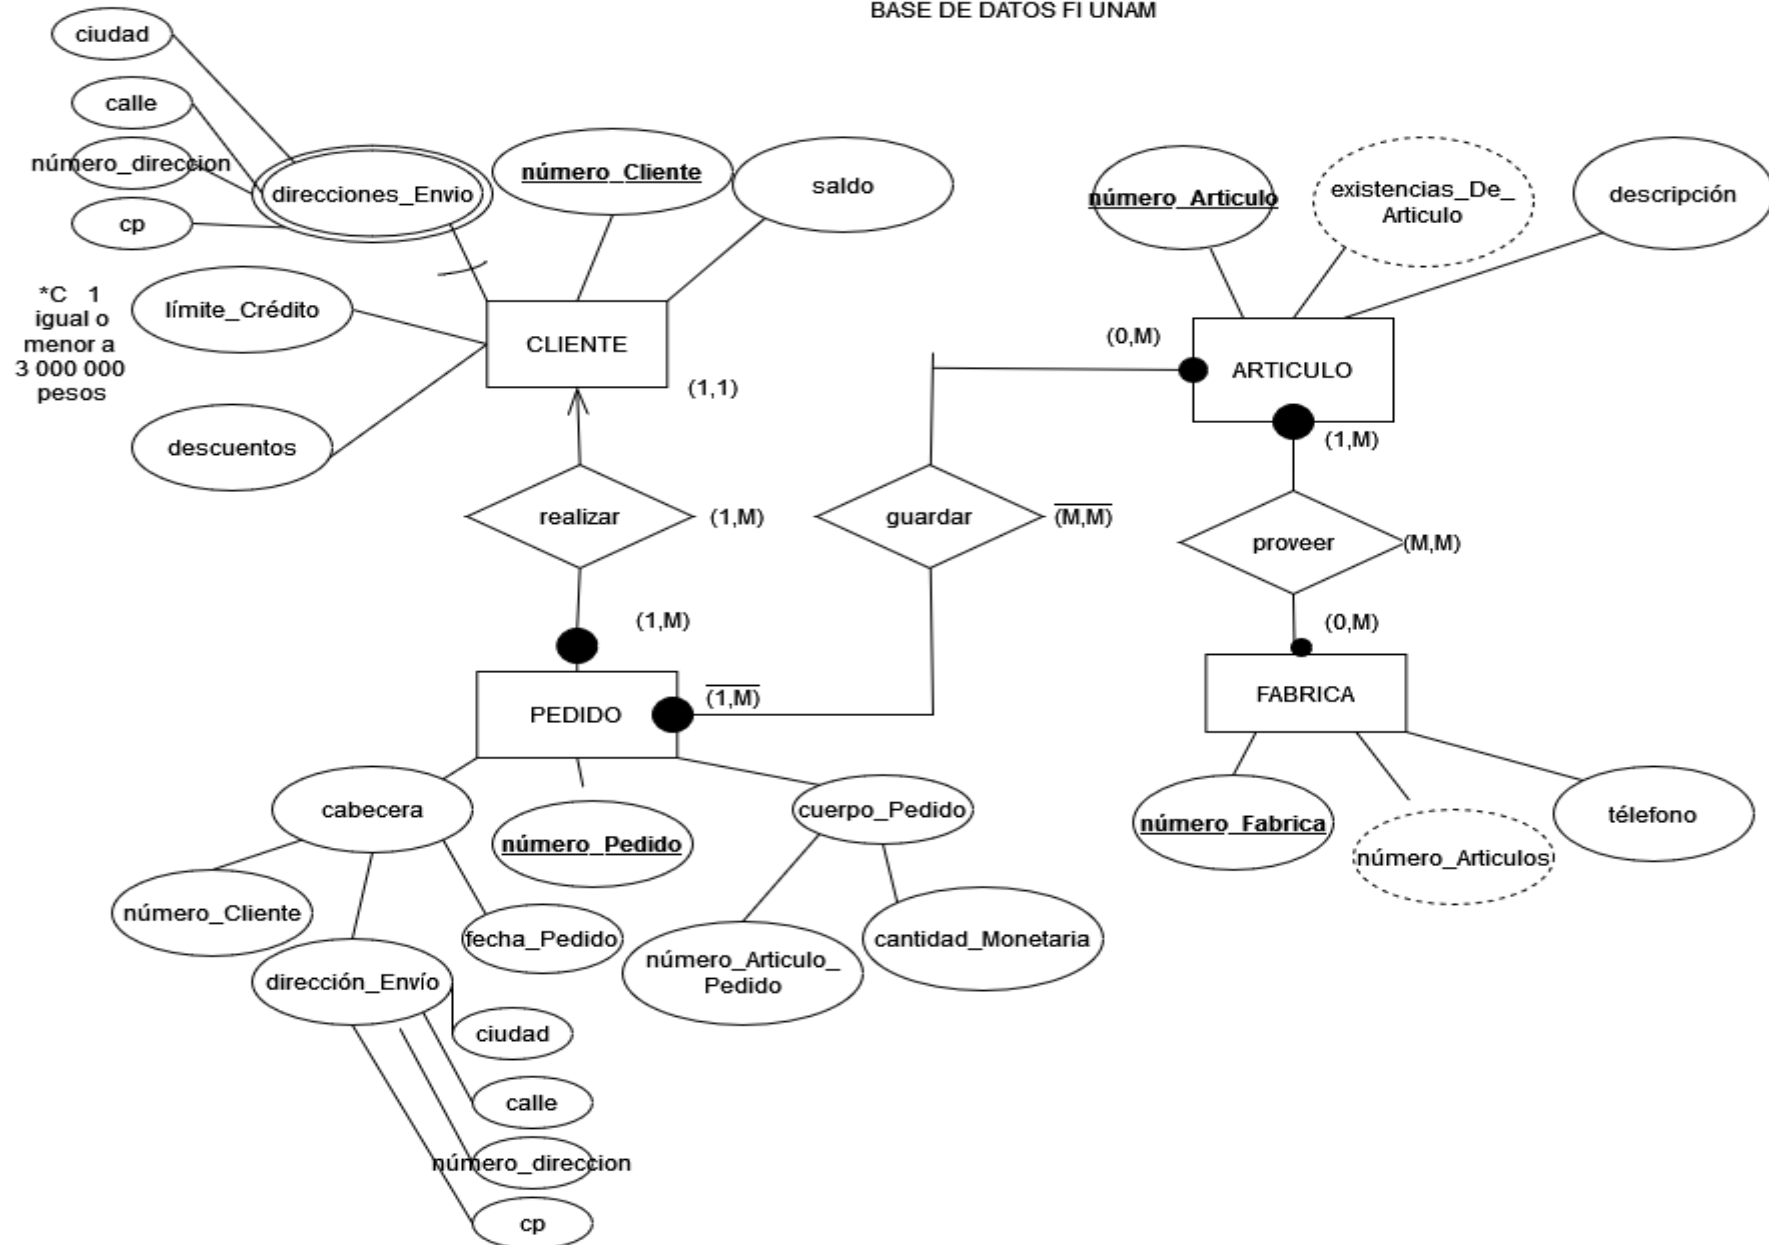 BASE DE DATOS FI UNAM
ciudad
calle
número_direccion
cp
direcciones_Envio
número_Cliente
saldo
número_Articulo
existencias_De_
Articulo
descripción
*C 1
igual o
menor a
3 000 000
pesos
límite_Crédito
descuentos
CLIENTE
(1,1)
(0,M)
ARTICULO
(1,M)
realizar
(1,M)
guardar
(M,M)
proveer
(M,M)
(1,M)
(0,M)
PEDIDO
(1,M)
FABRICA
cabecera
número_Pedido
cuerpo_Pedido
número_Fabrica
número_Articulos
télefono
número_Cliente
fecha_Pedido
número_Articulo_
Pedido
cantidad_Monetaria
dirección_Envío
ciudad
calle
número_direccion
cp